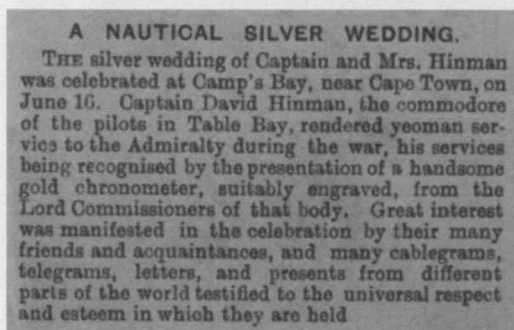 A NAUTICAL SILVER WEDDING.
THE silver wedding of Captain and Mrs. Hinman
was celebrated at Camp's Bay, near Cape Town, on
June 16. Captain David Hinman, the commodore
of the pilots in Table Bay, rendered yeoman ser-
vice to the Admiralty during the war, his services
being recognised by the presentation of a handsome
gold chronometer, suitably engraved, from the
Lord Commissioners of that body. Great interest
was manifested in the celebration by their many
friends and acquaintances, and many cablegrams,
telegrams, letters, and presents from different
parts of the world testified to the universal respect
and esteem in which they are held